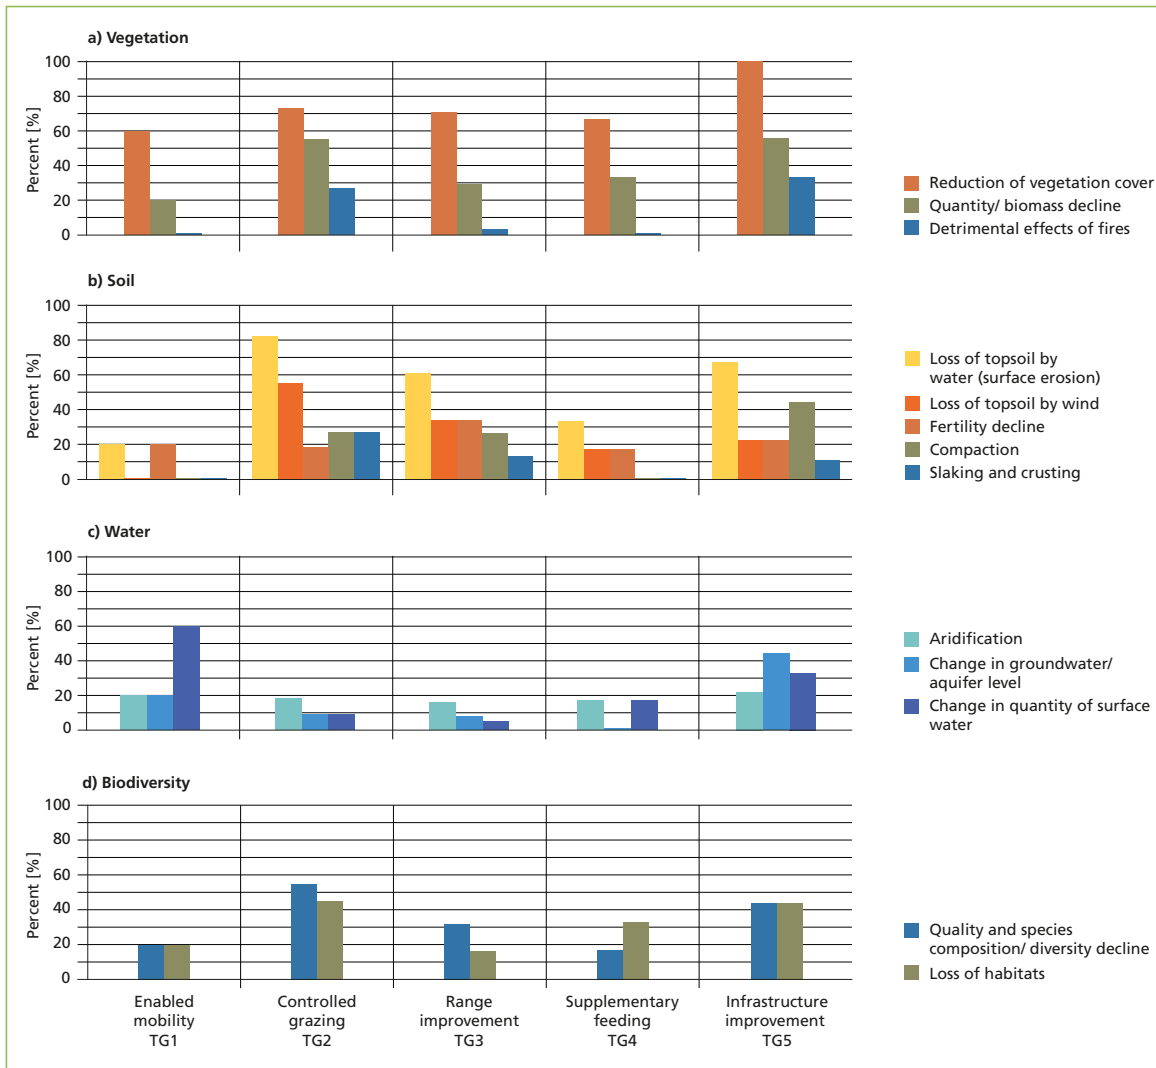 a) Vegetation
100
80
60
40
20
0
Percent [%]
Reduction of vegetation cover
Quantity/ biomass decline
Detrimental effects of fires
b) Soil
100
80
60
40
20
0
Percent [%]
Loss of topsoil by
water (surface erosion)
Loss of topsoil by wind
Fertility decline
Compaction
Slaking and crusting
c) Water
100
80
60
40
20
0
Percent [%]
Aridification
Change in groundwater/
aquifer level
Change in quantity of surface
water
d) Biodiversity
100
80
60
40
20
0
Percent [%]
Quality and species
composition/ diversity decline
Loss of habitats
Enabled
mobility
TG1
Controlled
grazing
TG2
Range
improvement
TG3
Supplementary
feeding
TG4
Infrastructure
improvement
TG5